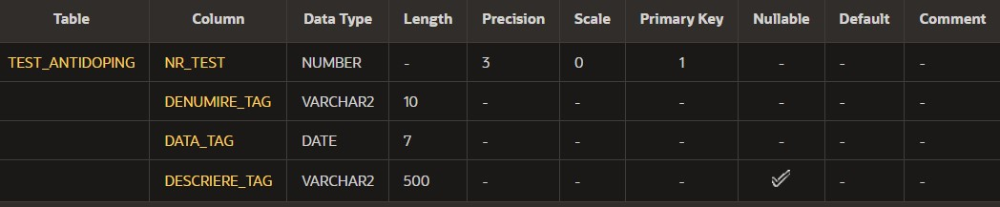 Table Column Data Type Length Precision Scale Primary Key Nullable Default Comment
TEST_ANTIDOPING NR_TEST NUMBER - 3 0 1 - - -
DENUMIRE_TAG VARCHAR2 10 - - - - - -
DATA_TAG DATE 7 - - - - - -
DESCRIERE_TAG VARCHAR2 500 - - - ✓ - -